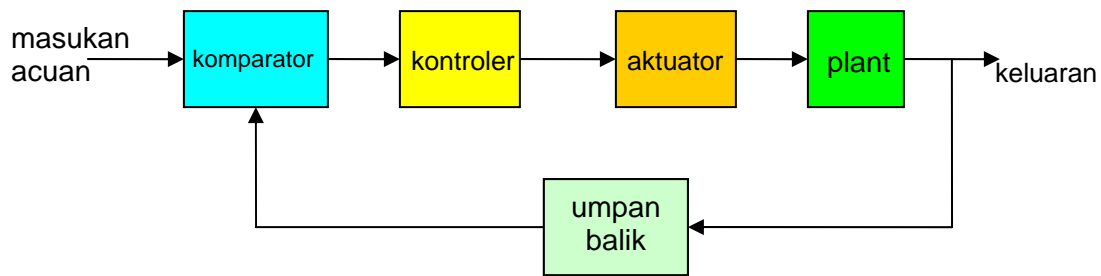 masukan
acuan
komparator
kontroler
aktuator
plant
keluaran
umpan
balik